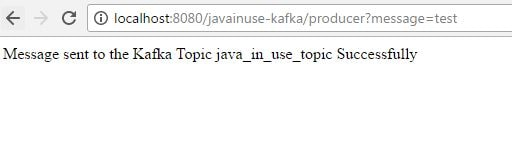 localhost:8080/javainuse-kafka/producer?message=test
Message sent to the Kafka Topic java_in_use_topic Successfully